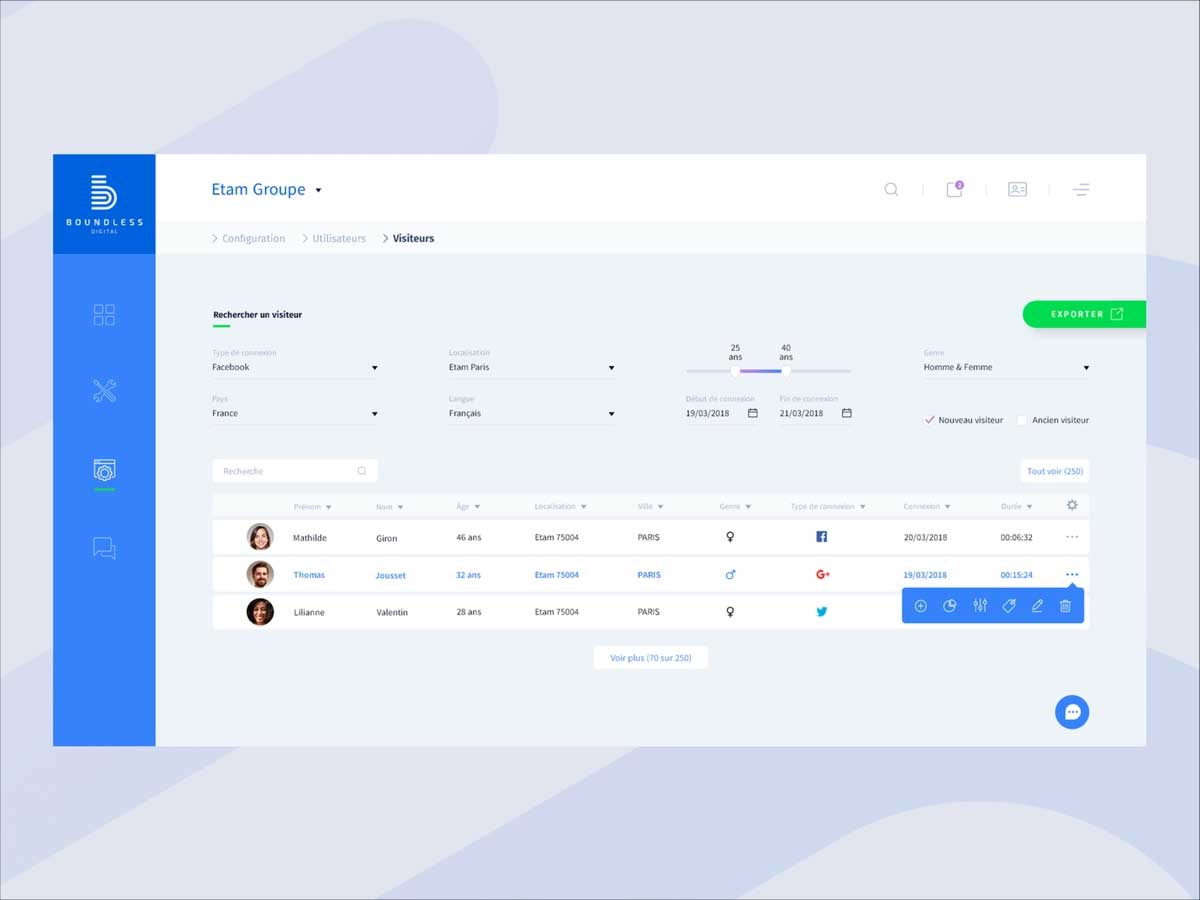 BOUNDLESS
DIGITAL
Etam Groupe
2
Configuration Utilisateurs Visiteurs
Rechercher un visiteur
EXPORTER
Type de connexion
Facebook
Localisation
Etam Paris
25 ans
40 ans
Genre
Homme & Femme
Pays
France
Langue
Français
Début de connexion
19/03/2018
Fin de connexion
21/03/2018
Nouveau visiteur Ancien visiteur
Recherche
Tout voir (250)
Prénom Nom Âge Localisation Ville Genre Type de connexion Connexion Durée
Mathilde Giron 46 ans Etam 75004 PARIS 20/03/2018 00:06:32
Thomas Jousset 32 ans Etam 75004 PARIS G+ 19/03/2018 00:15:24
Lilianne Valentin 28 ans Etam 75004 PARIS
Voir plus (70 sur 250)